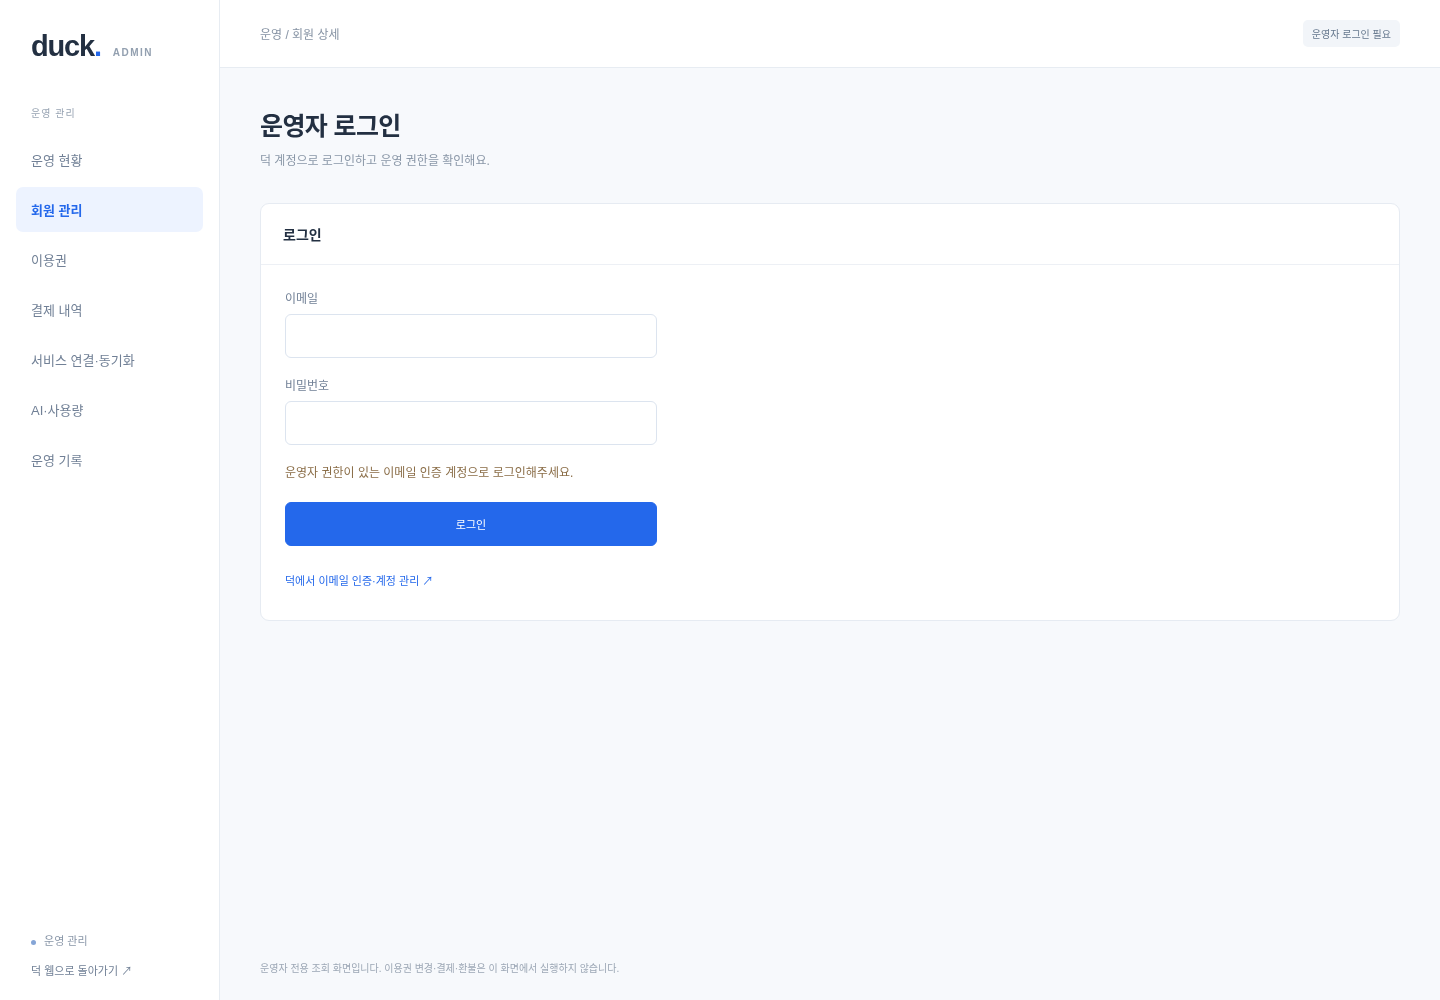 duck. ADMIN
운영 관리
운영 현황
회원 관리
이용권
결제 내역
서비스 연결·동기화
AI·사용량
운영 기록
운영 관리
덕 웹으로 돌아가기 ↗
운영 / 회원 상세
운영자 로그인 필요
운영자 로그인
덕 계정으로 로그인하고 운영 권한을 확인해요.
로그인
이메일
비밀번호
운영자 권한이 있는 이메일 인증 계정으로 로그인해주세요.
로그인
덕에서 이메일 인증·계정 관리 ↗
운영자 전용 조회 화면입니다. 이용권 변경·결제·환불은 이 화면에서 실행하지 않습니다.